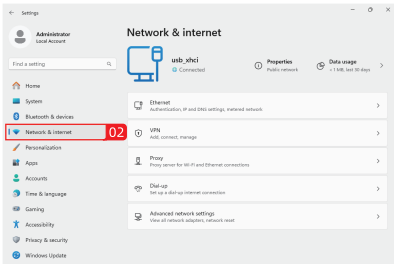 Settings
Administrator
Local Account
Find a setting
Home
System
Bluetooth & devices
Network & internet
02
Personalization
Apps
Accounts
Time & language
Gaming
Accessibility
Privacy & security
Windows Update
Network & internet
usb_xhci
Connected
Properties
Public network
Data usage
< 1 MB, last 30 days
Ethernet
Authentication, IP and DNS settings, metered network
VPN
Add, connect, manage
Proxy
Proxy server for Wi-Fi and Ethernet connections
Dial-up
Set up a dial-up internet connection
Advanced network settings
View all network adapters, network reset